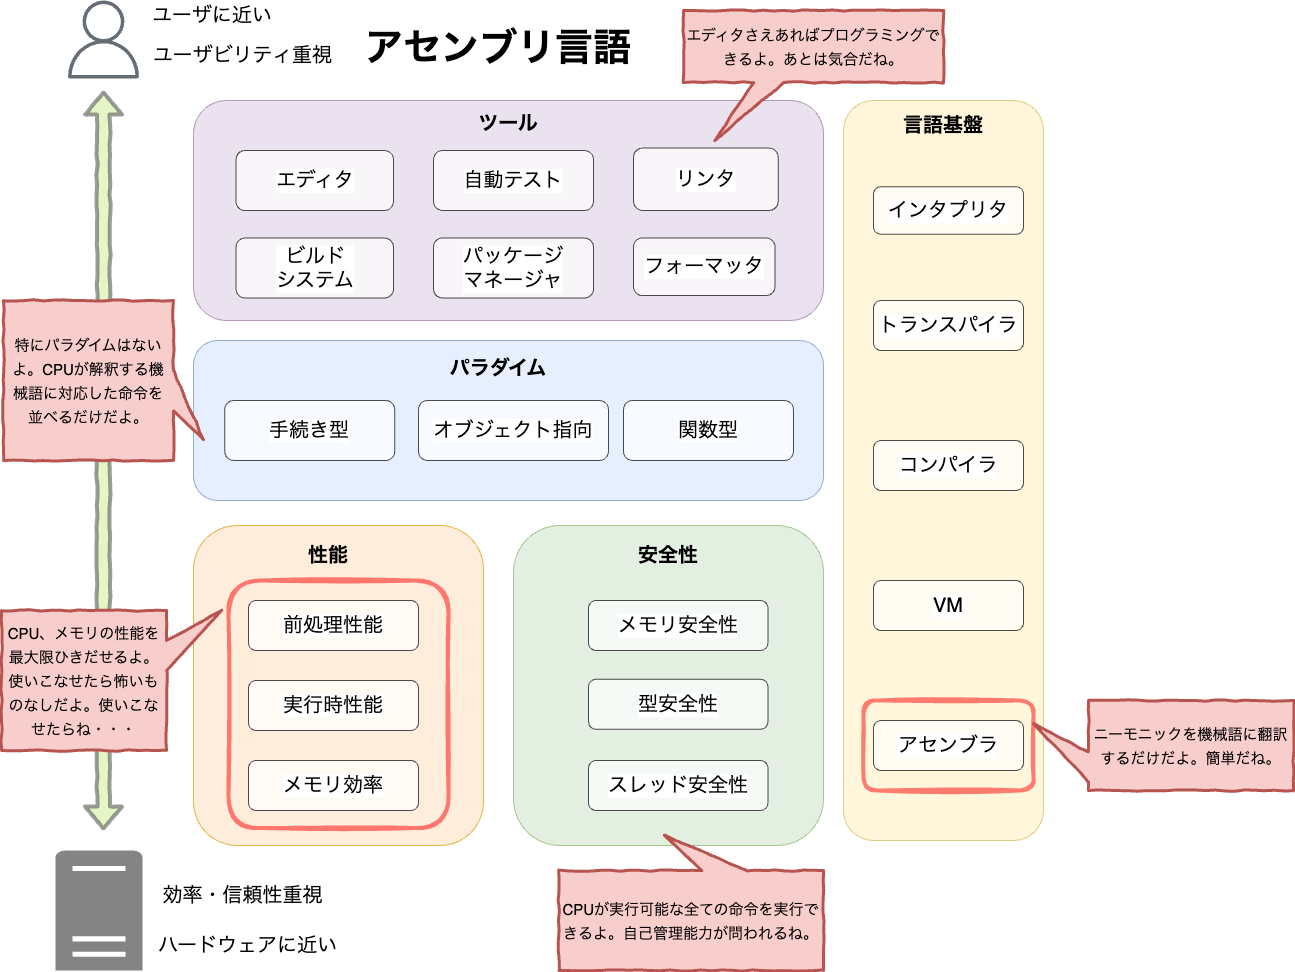 ユーザに近い
ユーザビリティ重視
アセンブリ言語
エディタさえあればプログラミングで
きるよ。あとは気合だね。
ツール
エディタ
自動テスト
リンタ
ビルド
システム
パッケージ
マネージャ
フォーマッタ
特にパラダイムはない
よ。CPUが解釈する機
械語に対応した命令を
並べるだけだよ。
パラダイム
手続き型
オブジェクト指向
関数型
CPU、メモリの性能を
最大限ひきだせるよ。
使いこなせたら怖いも
のなしだよ。使いこな
せたらね・・・
性能
前処理性能
実行時性能
メモリ効率
安全性
メモリ安全性
型安全性
スレッド安全性
CPUが実行可能な全ての命令を実行で
きるよ。自己管理能力が問われるね。
言語基盤
インタプリタ
トランスパイラ
コンパイラ
VM
アセンブラ
ニーモニックを機械語に翻訳
するだけだよ。簡単だね。
効率・信頼性重視
ハードウェアに近い